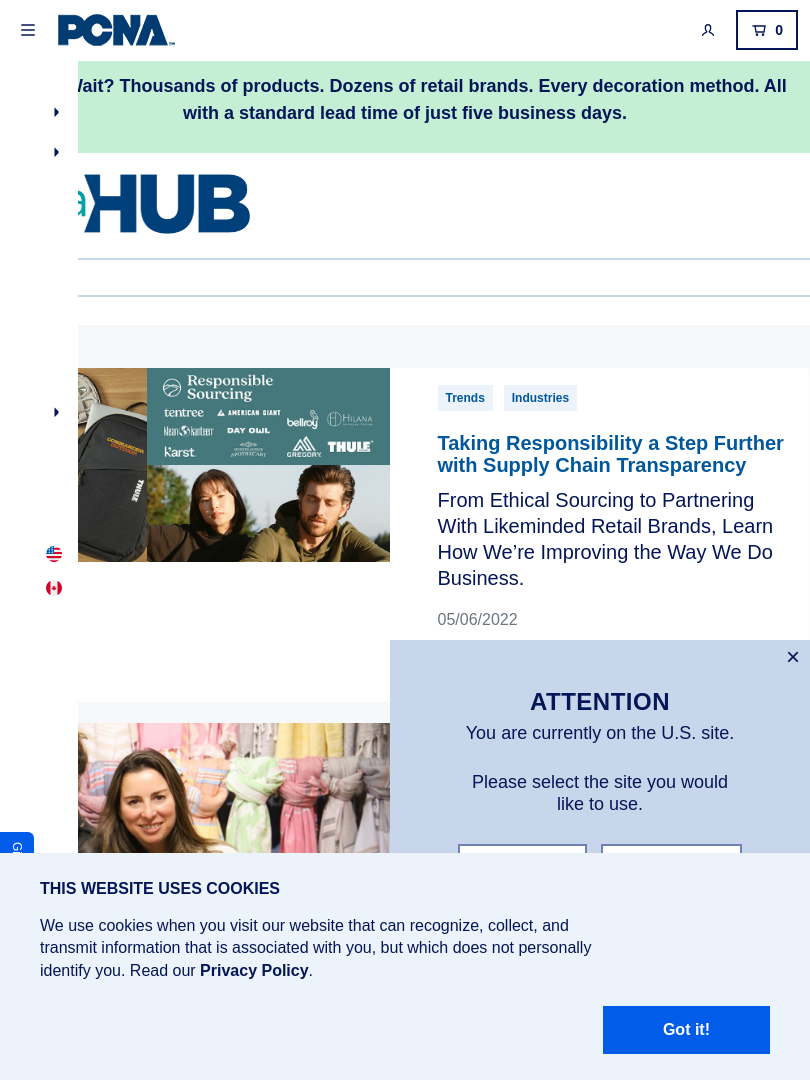 PCNA
0
Wait? Thousands of products. Dozens of retail brands. Every decoration method. All
with a standard lead time of just five business days.
HUB
Responsible
Sourcing
tentree
AMERICAN GIANT
bellroy
HILANA
klean kanteen
DAY OWL
Karst
APOTHECARY
GREGORY
THULE
THULE
Trends
Industries
Taking Responsibility a Step Further
with Supply Chain Transparency
From Ethical Sourcing to Partnering
With Likeminded Retail Brands, Learn
How We’re Improving the Way We Do
Business.
05/06/2022
ATTENTION
You are currently on the U.S. site.
Please select the site you would
like to use.
THIS WEBSITE USES COOKIES
We use cookies when you visit our website that can recognize, collect, and
transmit information that is associated with you, but which does not personally
identify you. Read our Privacy Policy.
Got it!